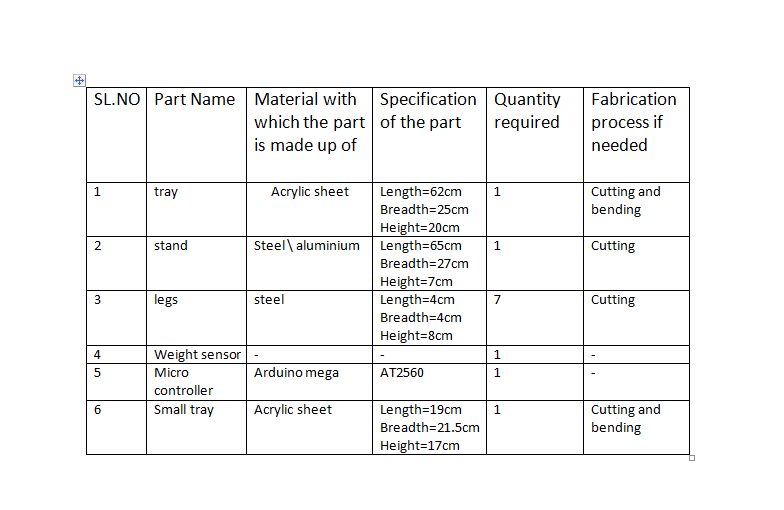 SL.NO Part Name Material with which the part is made up of Specification of the part Quantity required Fabrication process if needed
1 tray Acrylic sheet Length=62cm Breadth=25cm Height=20cm 1 Cutting and bending
2 stand Steel\ aluminium Length=65cm Breadth=27cm Height=7cm 1 Cutting
3 legs steel Length=4cm Breadth=4cm Height=8cm 7 Cutting
4 Weight sensor - - 1 -
5 Micro controller Arduino mega AT2560 1 -
6 Small tray Acrylic sheet Length=19cm Breadth=21.5cm Height=17cm 1 Cutting and bending